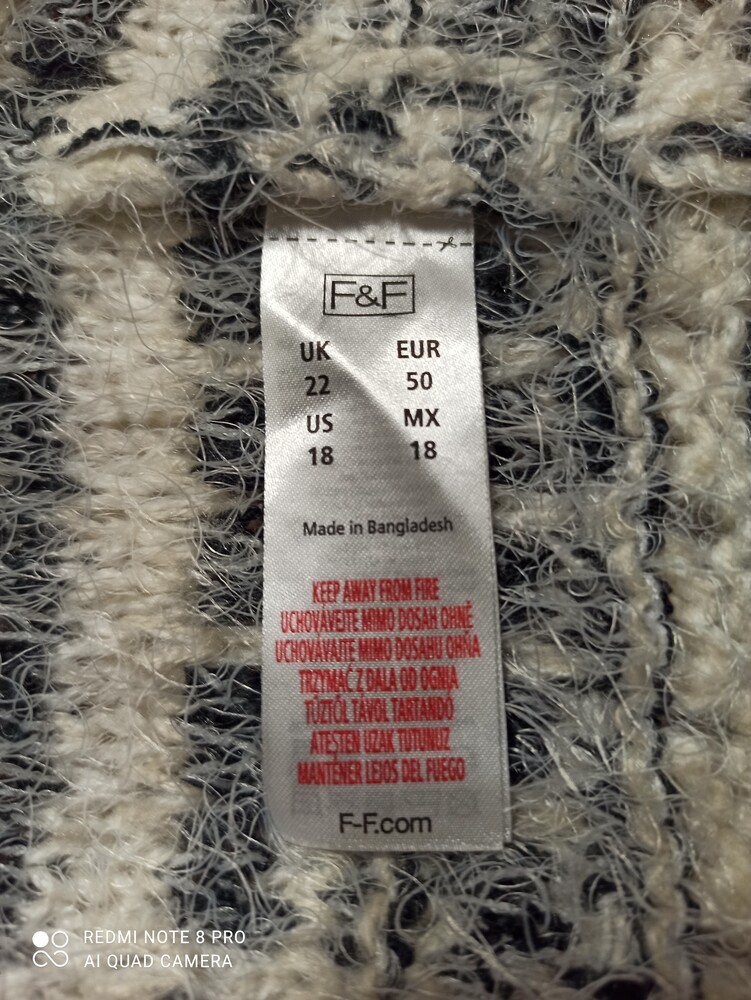 F&F
UK EUR
22 50
US MX
18 18
Made in Bangladesh
KEEP AWAY FROM FIRE
UCHOVÁVEJTE MIMO DOSAH OHNĚ
UCHOVÁVAJTE MIMO DOSAHU OHŇA
TRZYMAĆ Z DALA OD OGNIA
TŰZTŐL TÁVOL TARTANDÓ
ATEŞTEN UZAK TUTUNUZ
MANTENER LEJOS DEL FUEGO
F-F.com
REDMI NOTE 8 PRO
AI QUAD CAMERA